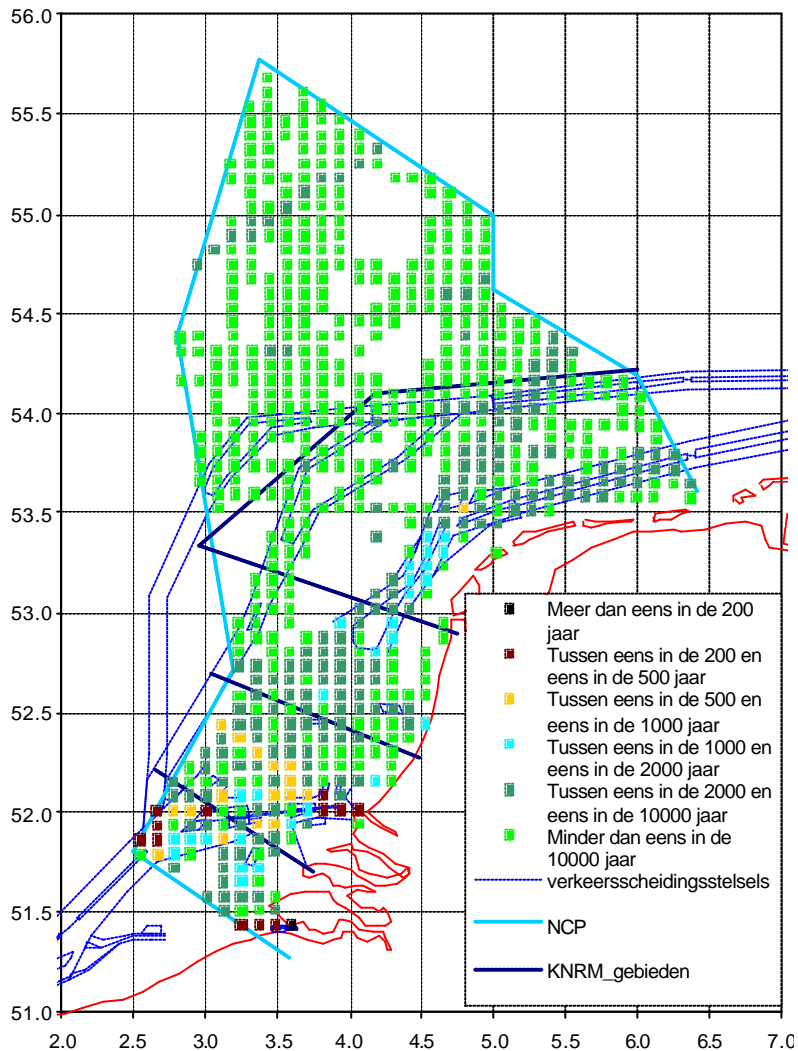 56.0
55.5
55.0
54.5
54.0
53.5
53.0
52.5
52.0
51.5
51.0
2.0 2.5 3.0 3.5 4.0 4.5 5.0 5.5 6.0 6.5 7.0
Meer dan eens in de 200
jaar
Tussen eens in de 200 en
eens in de 500 jaar
Tussen eens in de 500 en
eens in de 1000 jaar
Tussen eens in de 1000 en
eens in de 2000 jaar
Tussen eens in de 2000 en
eens in de 10000 jaar
Minder dan eens in de
10000 jaar
verkeersscheidingsstelsels
NCP
KNRM_gebieden